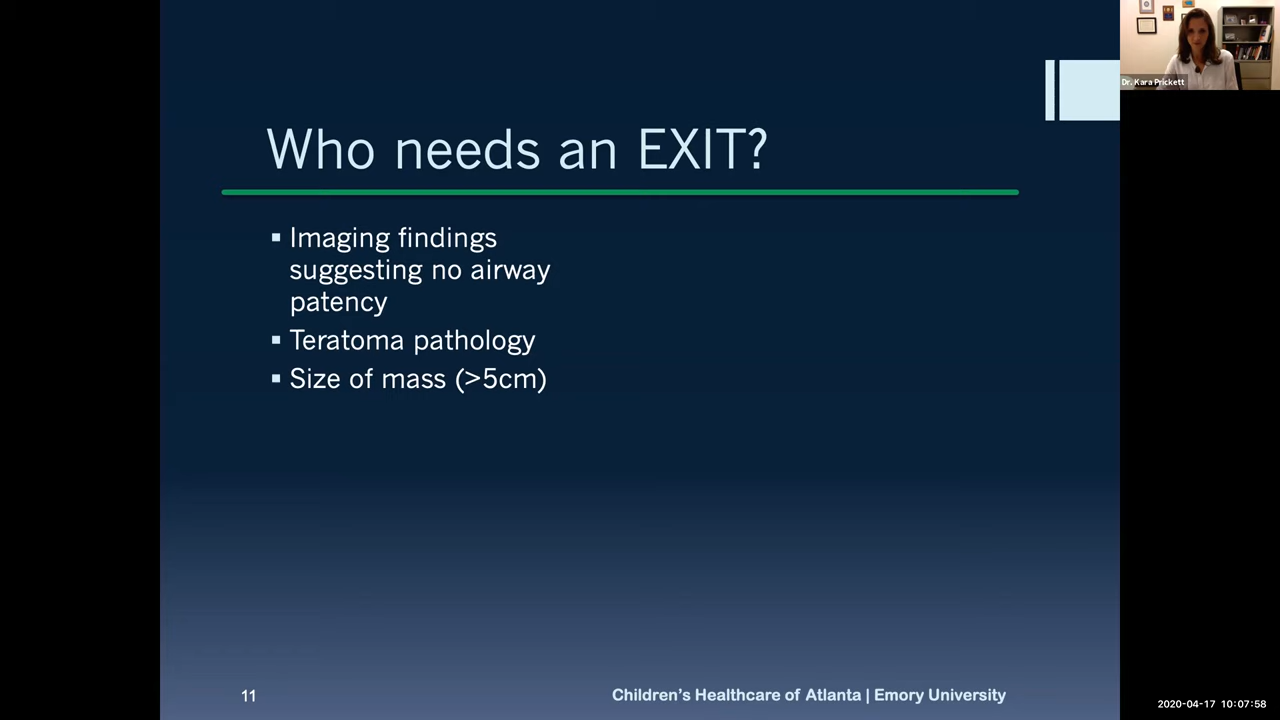 Dr. Kara Prickett
Who needs an EXIT?
▪ Imaging findings
suggesting no airway
patency
▪ Teratoma pathology
▪ Size of mass (>5cm)
11
Children's Healthcare of Atlanta | Emory University
2020-04-17 10:07:58